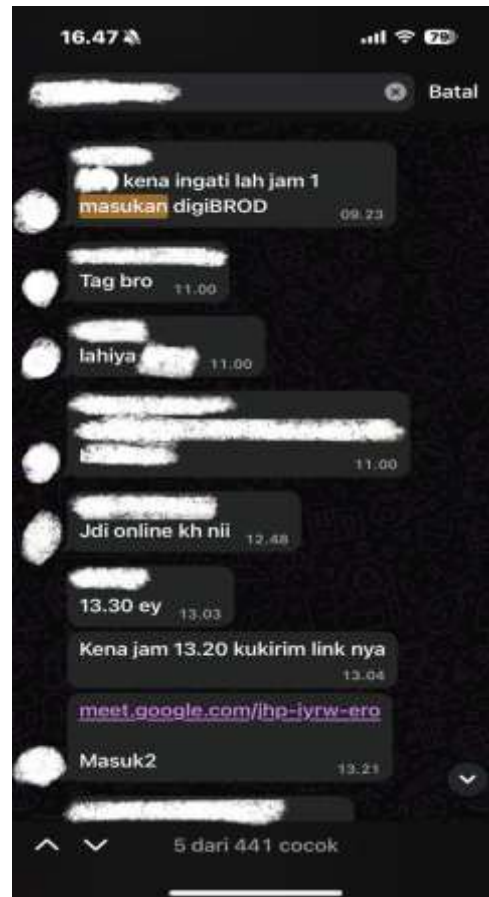 16.47
79
Batal
kena ingati lah jam 1
masukan digiBROD
09.23
Tag bro
11.00
lahiya
11.00
11.00
Jdi online kh nii
12.48
13.30 ey
13.03
Kena jam 13.20 kukirim link nya
13.04
meet.google.com/jhp-iyrw-ero
Masuk2
13.21
5 dari 441 cocok